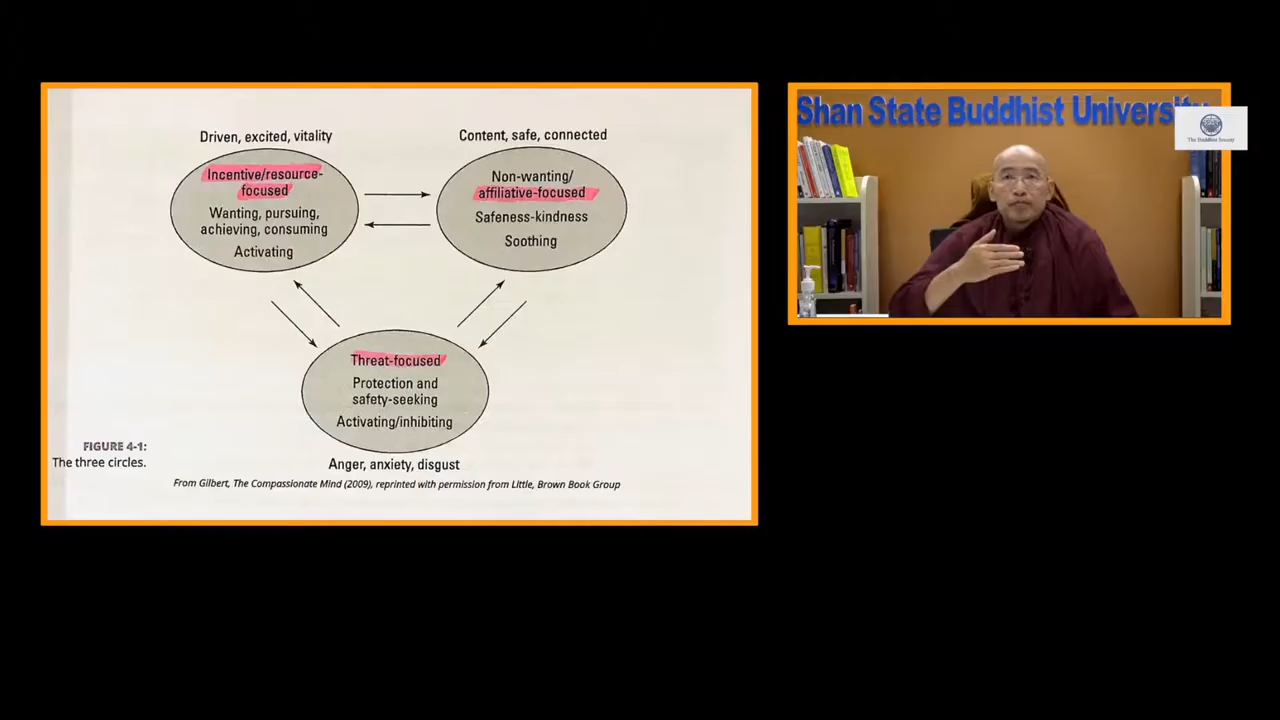 Driven, excited, vitality
Incentive/resource-
focused
Wanting, pursuing,
achieving, consuming
Activating
Content, safe, connected
Non-wanting/
affiliative-focused
Safeness-kindness
Soothing
Threat-focused
Protection and
safety-seeking
Activating/inhibiting
Anger, anxiety, disgust
FIGURE 4-1:
The three circles.
From Gilbert, The Compassionate Mind (2009), reprinted with permission from Little, Brown Book Group
Shan State Buddhist University
The Buddhist Society